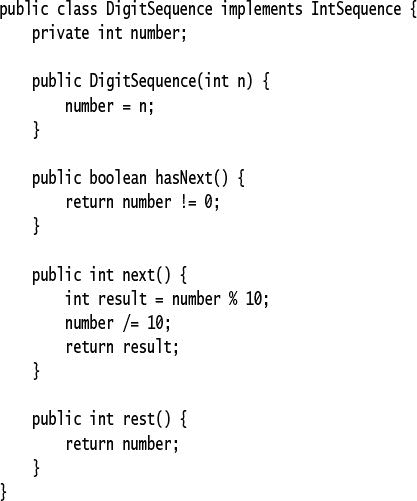 public class DigitSequence implements IntSequence {
    private int number;

    public DigitSequence(int n) {
        number = n;
    }

    public boolean hasNext() {
        return number != 0;
    }

    public int next() {
        int result = number % 10;
        number /= 10;
        return result;
    }

    public int rest() {
        return number;
    }
}